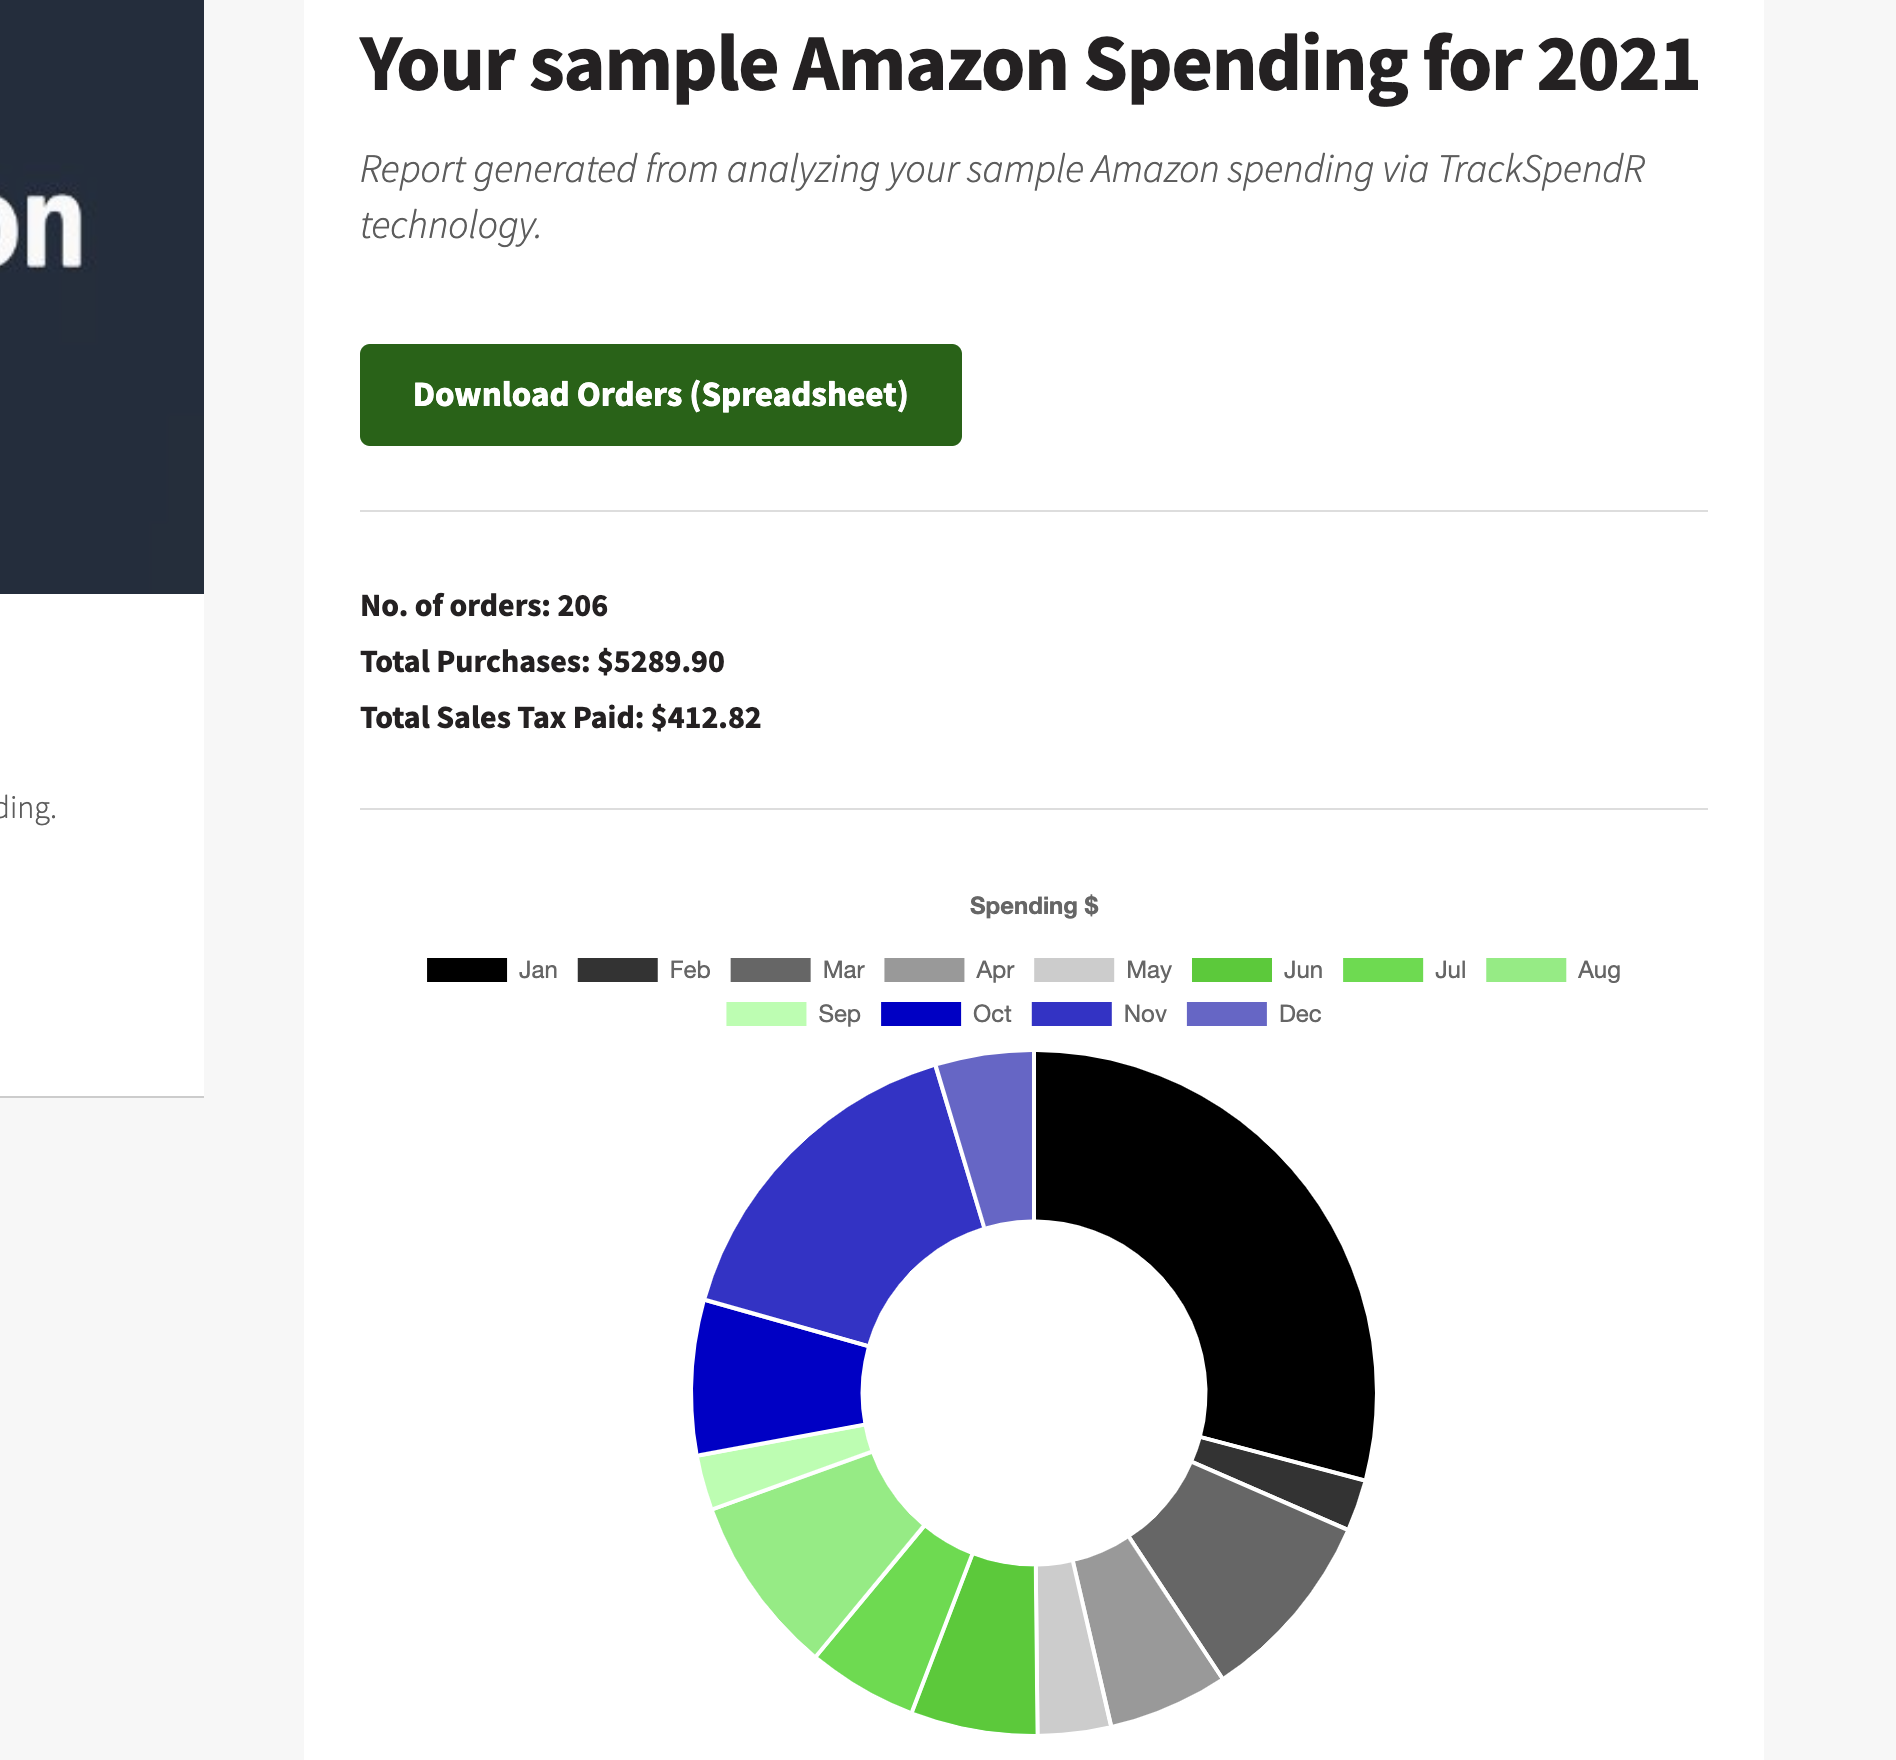 on
ding.
Your sample Amazon Spending for 2021
Report generated from analyzing your sample Amazon spending via TrackSpendR
technology.
Download Orders (Spreadsheet)
No. of orders: 206
Total Purchases: $5289.90
Total Sales Tax Paid: $412.82
Spending $
Jan Feb Mar Apr May Jun Jul Aug
Sep Oct Nov Dec